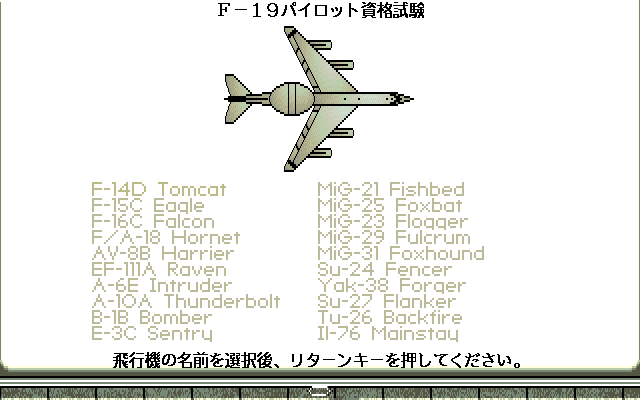 F－19パイロット資格試験
F-14D Tomcat
F-15C Eagle
F-16C Falcon
F/A-18 Hornet
AV-8B Harrier
EF-111A Raven
A-6E Intruder
A-10A Thunderbolt
B-1B Bomber
E-3C Sentry
MiG-21 Fishbed
MiG-25 Foxbat
MiG-23 Flogger
MiG-29 Fulcrum
MiG-31 Foxhound
Su-24 Fencer
Yak-38 Forger
Su-27 Flanker
Tu-26 Backfire
Il-76 Mainstay
飛行機の名前を選択後、リターンキーを押してください。